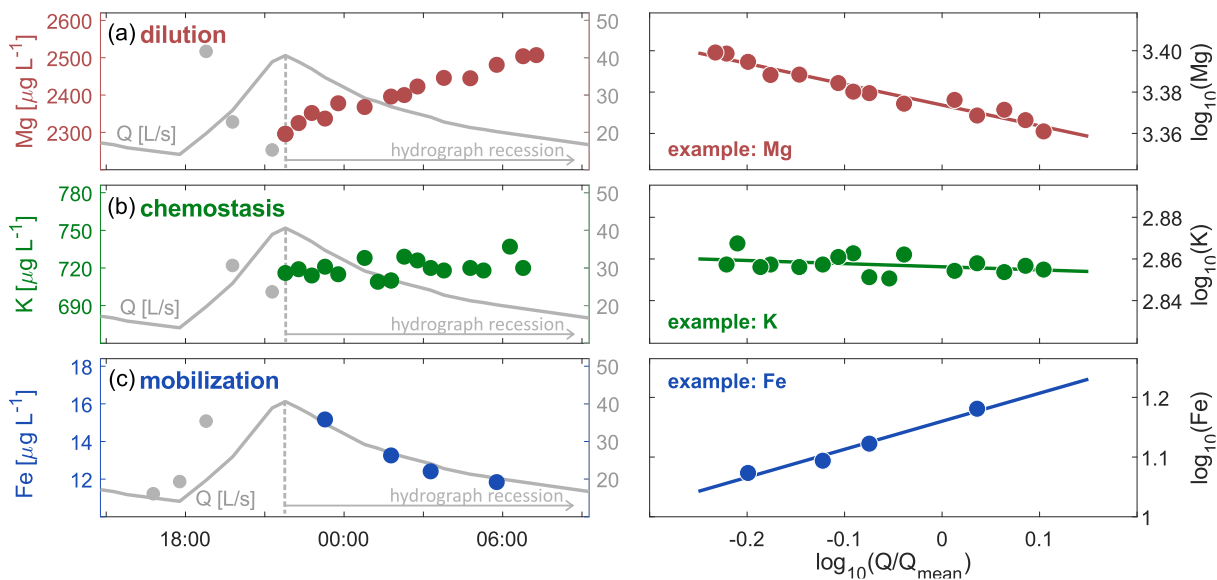 2600
2500
2400
2300
Mg [μg L⁻¹]
(a) dilution
Q [L/s]
hydrograph recession
50
40
30
20
example: Mg
3.40
3.38
3.36
log₁₀(Mg)
780
750
720
690
K [μg L⁻¹]
(b) chemostasis
Q [L/s]
hydrograph recession
50
40
30
20
example: K
2.88
2.86
2.84
log₁₀(K)
18
16
14
12
Fe [μg L⁻¹]
(c) mobilization
Q [L/s]
hydrograph recession
50
40
30
20
example: Fe
1.2
1.1
1
log₁₀(Fe)
18:00 00:00 06:00
-0.2 -0.1 0 0.1
log₁₀(Q/Qmean)